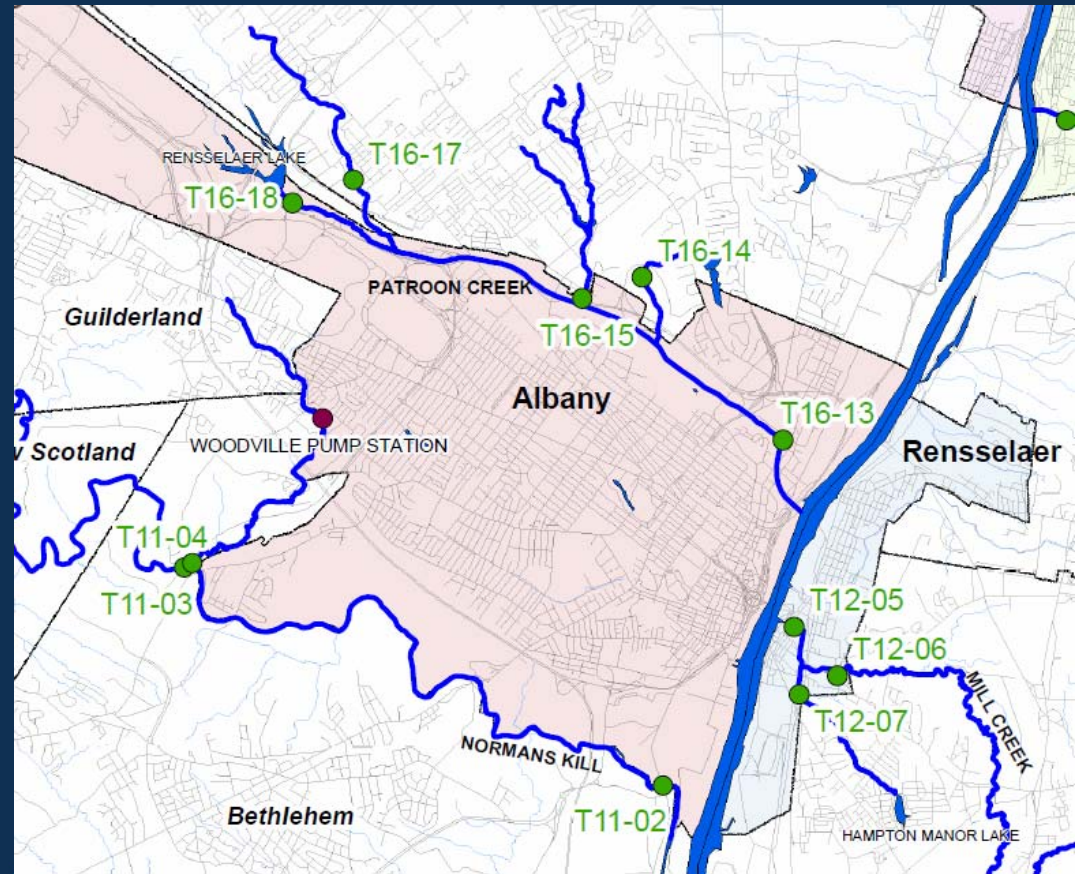 T16-17
RENSSELAER LAKE
T16-18
T16-14
PATROON CREEK
Guilderland
T16-15
Albany
T16-13
Rensselaer
WOODVILLE PUMP STATION
v Scotland
T11-04
T11-03
T12-05
T12-06
T12-07
MILL CREEK
NORMANS KILL
T11-02
Bethlehem
HAMPTON MANOR LAKE